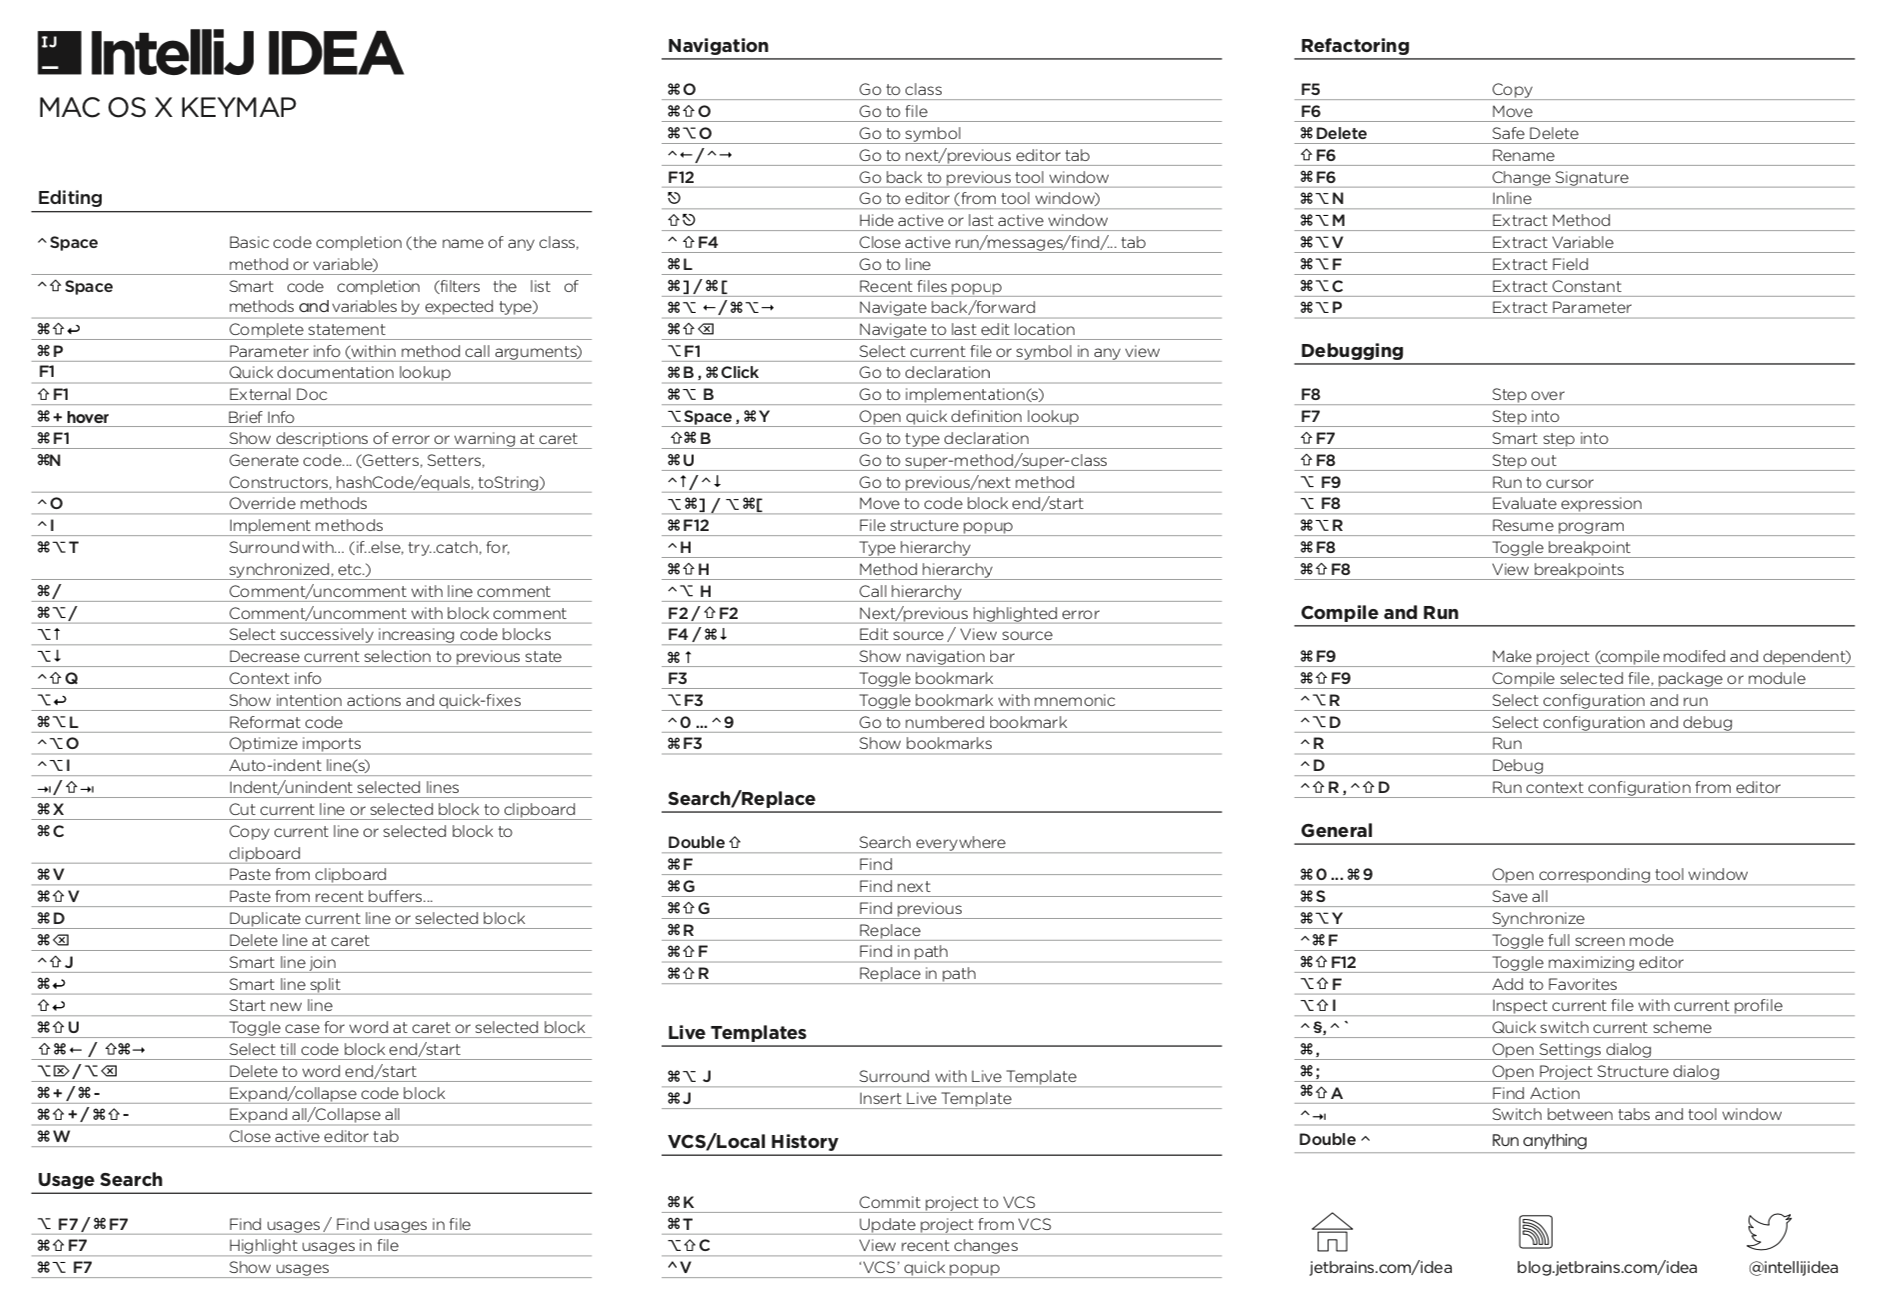 IJ IntelliJ IDEA
MAC OS X KEYMAP
Editing
⌃ Space Basic code completion (the name of any class,
method or variable)
⌃⇧ Space Smart code completion (filters the list of
methods and variables by expected type)
⌘⇧↩ Complete statement
⌘ P Parameter info (within method call arguments)
F1 Quick documentation lookup
⇧ F1 External Doc
⌘ + hover Brief Info
⌘ F1 Show descriptions of error or warning at caret
⌘N Generate code... (Getters, Setters,
Constructors, hashCode/equals, toString)
⌃ O Override methods
⌃ I Implement methods
⌘⌥ T Surround with... (if..else, try..catch, for,
synchronized, etc.)
⌘ / Comment/uncomment with line comment
⌘⌥ / Comment/uncomment with block comment
⌥↑ Select successively increasing code blocks
⌥↓ Decrease current selection to previous state
⌃⇧ Q Context info
⌥↩ Show intention actions and quick-fixes
⌘⌥ L Reformat code
⌃⌥ O Optimize imports
⌃⌥ I Auto-indent line(s)
⇥ / ⇧⇥ Indent/unindent selected lines
⌘ X Cut current line or selected block to clipboard
⌘ C Copy current line or selected block to
clipboard
⌘ V Paste from clipboard
⌘⇧ V Paste from recent buffers...
⌘ D Duplicate current line or selected block
⌘⌫ Delete line at caret
⌃⇧ J Smart line join
⌘↩ Smart line split
⇧↩ Start new line
⌘⇧ U Toggle case for word at caret or selected block
⇧⌘← / ⇧⌘→ Select till code block end/start
⌥⌦ / ⌥⌫ Delete to word end/start
⌘ + / ⌘ - Expand/collapse code block
⌘⇧ + / ⌘⇧ - Expand all/Collapse all
⌘ W Close active editor tab
Usage Search
⌥ F7 / ⌘ F7 Find usages / Find usages in file
⌘⇧ F7 Highlight usages in file
⌘⌥ F7 Show usages
Navigation
⌘ O Go to class
⌘⇧ O Go to file
⌘⌥ O Go to symbol
⌃← / ⌃→ Go to next/previous editor tab
F12 Go back to previous tool window
⎋ Go to editor (from tool window)
⇧⎋ Hide active or last active window
⌃ ⇧ F4 Close active run/messages/find/... tab
⌘ L Go to line
⌘ ] / ⌘ [ Recent files popup
⌘⌥ ← / ⌘⌥→ Navigate back/forward
⌘⇧⌫ Navigate to last edit location
⌥ F1 Select current file or symbol in any view
⌘ B , ⌘ Click Go to declaration
⌘⌥ B Go to implementation(s)
⌥ Space , ⌘ Y Open quick definition lookup
⇧⌘ B Go to type declaration
⌘ U Go to super-method/super-class
⌃↑ / ⌃↓ Go to previous/next method
⌥⌘ ] / ⌥⌘ [ Move to code block end/start
⌘ F12 File structure popup
⌃ H Type hierarchy
⌘⇧ H Method hierarchy
⌃⌥ H Call hierarchy
F2 / ⇧ F2 Next/previous highlighted error
F4 / ⌘↓ Edit source / View source
⌘ ↑ Show navigation bar
F3 Toggle bookmark
⌥ F3 Toggle bookmark with mnemonic
⌃ 0 ... ⌃ 9 Go to numbered bookmark
⌘ F3 Show bookmarks
Search/Replace
Double ⇧ Search everywhere
⌘ F Find
⌘ G Find next
⌘⇧ G Find previous
⌘ R Replace
⌘⇧ F Find in path
⌘⇧ R Replace in path
Live Templates
⌘⌥ J Surround with Live Template
⌘ J Insert Live Template
VCS/Local History
⌘ K Commit project to VCS
⌘ T Update project from VCS
⌥⇧ C View recent changes
⌃ V ‘VCS’ quick popup
Refactoring
F5 Copy
F6 Move
⌘ Delete Safe Delete
⇧ F6 Rename
⌘ F6 Change Signature
⌘⌥ N Inline
⌘⌥ M Extract Method
⌘⌥ V Extract Variable
⌘⌥ F Extract Field
⌘⌥ C Extract Constant
⌘⌥ P Extract Parameter
Debugging
F8 Step over
F7 Step into
⇧ F7 Smart step into
⇧ F8 Step out
⌥ F9 Run to cursor
⌥ F8 Evaluate expression
⌘⌥ R Resume program
⌘ F8 Toggle breakpoint
⌘⇧ F8 View breakpoints
Compile and Run
⌘ F9 Make project (compile modifed and dependent)
⌘⇧ F9 Compile selected file, package or module
⌃⌥ R Select configuration and run
⌃⌥ D Select configuration and debug
⌃ R Run
⌃ D Debug
⌃⇧ R , ⌃⇧ D Run context configuration from editor
General
⌘ 0 ... ⌘ 9 Open corresponding tool window
⌘ S Save all
⌘⌥ Y Synchronize
⌃⌘ F Toggle full screen mode
⌘⇧ F12 Toggle maximizing editor
⌥⇧ F Add to Favorites
⌥⇧ I Inspect current file with current profile
⌃ §, ⌃ ` Quick switch current scheme
⌘ , Open Settings dialog
⌘ ; Open Project Structure dialog
⌘⇧ A Find Action
⌃⇥ Switch between tabs and tool window
Double ⌃ Run anything
jetbrains.com/idea blog.jetbrains.com/idea @intellijidea